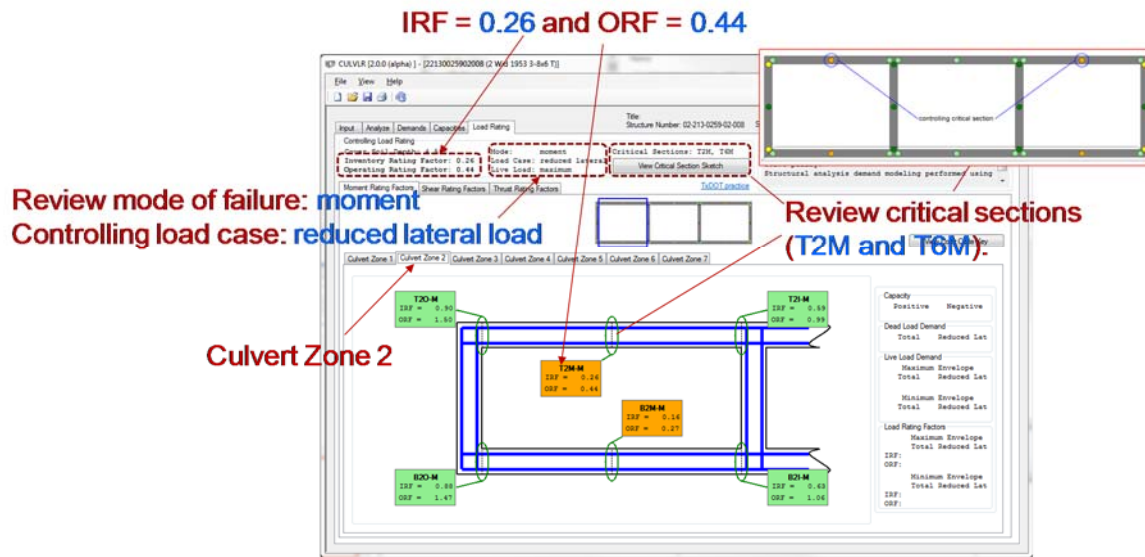 IRF = 0.26 and ORF = 0.44
CULVLR [2.0.0 (alpha) ] - [22130025902008 (2 Wid 1953 3-8x6 T)]
File View Help
Title:
Structure Number: 02-213-0259-02-008
Input Analyze Demands Capacities Load Rating
Controlling Load Rating
Inventory Rating Factor: 0.26
Operating Rating Factor: 0.44
Mode: moment
Load Case: reduced lateral
Live Load: maximum
Critical Sections: T2M, T6M
View Critical Section Sketch
controlling critical section
Structural analysis demand modeling performed using
Moment Rating Factors Shear Rating Factors Thrust Rating Factors
TxDOT practice
Review mode of failure: moment
Controlling load case: reduced lateral load
Review critical sections
(T2M and T6M).
Culvert Zone 1 Culvert Zone 2 Culvert Zone 3 Culvert Zone 4 Culvert Zone 5 Culvert Zone 6 Culvert Zone 7
T2O-M
IRF = 0.90
ORF = 1.50
T2I-M
IRF = 0.59
ORF = 0.99
Culvert Zone 2
T2M-M
IRF = 0.26
ORF = 0.44
B2M-M
IRF = 0.16
ORF = 0.27
B2O-M
IRF = 0.88
ORF = 1.47
B2I-M
IRF = 0.63
ORF = 1.06
Capacity
Positive Negative
Dead Load Demand
Total Reduced Lat
Live Load Demand
Maximum Envelope
Total Reduced Lat
Minimum Envelope
Total Reduced Lat
Load Rating Factors
Maximum Envelope
Total Reduced Lat
IRF:
ORF:
Minimum Envelope
Total Reduced Lat
IRF:
ORF: